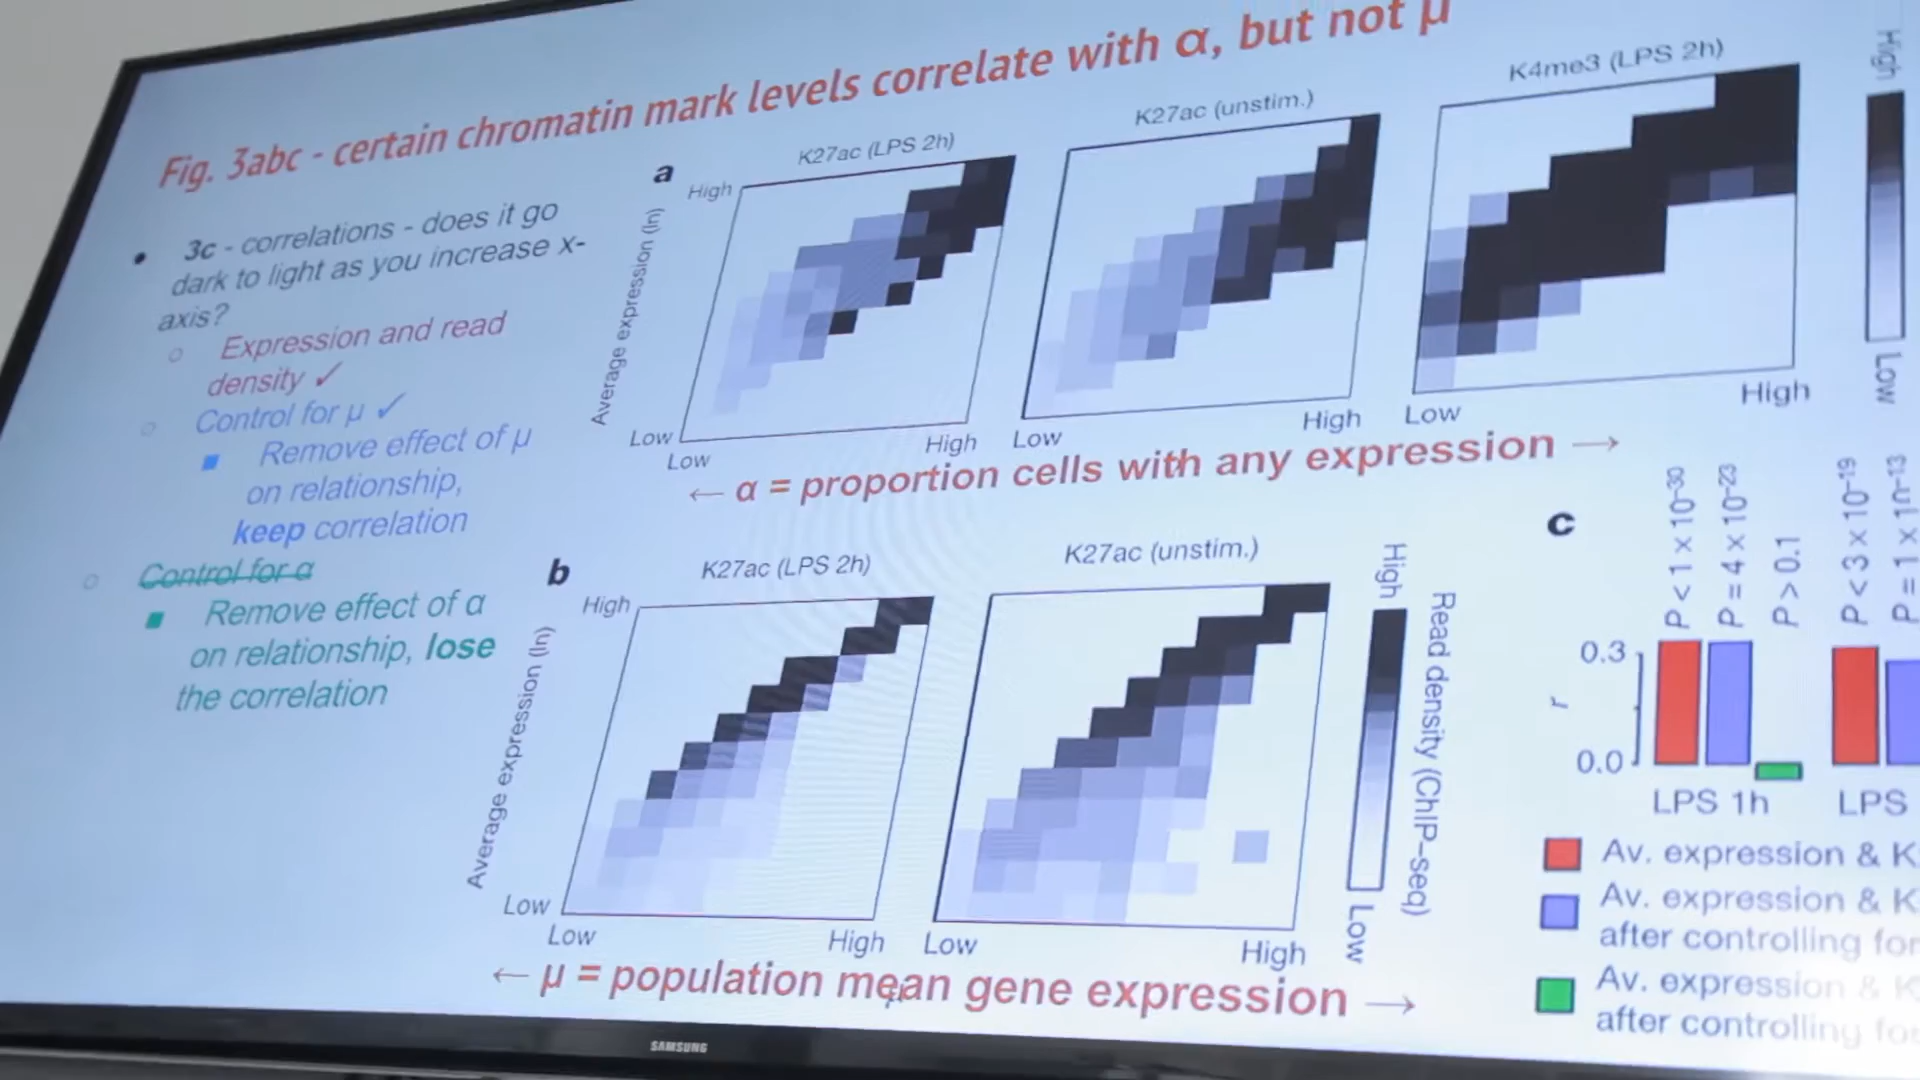 Fig. 3abc - certain chromatin mark levels correlate with α, but not μ
• 3c - correlations - does it go
dark to light as you increase x-
axis?
○ Expression and read
density ✓
○ Control for μ ✓
■ Remove effect of μ
on relationship,
keep correlation
○ Control for α
■ Remove effect of α
on relationship, lose
the correlation
a
K27ac (LPS 2h)
K27ac (unstim.)
K4me3 (LPS 2h)
High
Average expression (ln)
Low
Low
High
Low
High
Low
High
High
Low
← α = proportion cells with any expression →
b
K27ac (LPS 2h)
K27ac (unstim.)
High
Average expression (ln)
Low
Low
High
Low
High
High
Low
Read density (ChIP–seq)
← μ = population mean gene expression →
c
P < 1 × 10–30
P = 4 × 10–23
P > 0.1
P < 3 × 10–19
P = 1 × 10–13
0.3
r
0.0
LPS 1h
LPS
Av. expression & K
Av. expression & K
after controlling for
Av. expression & K
after controlling for
SAMSUNG